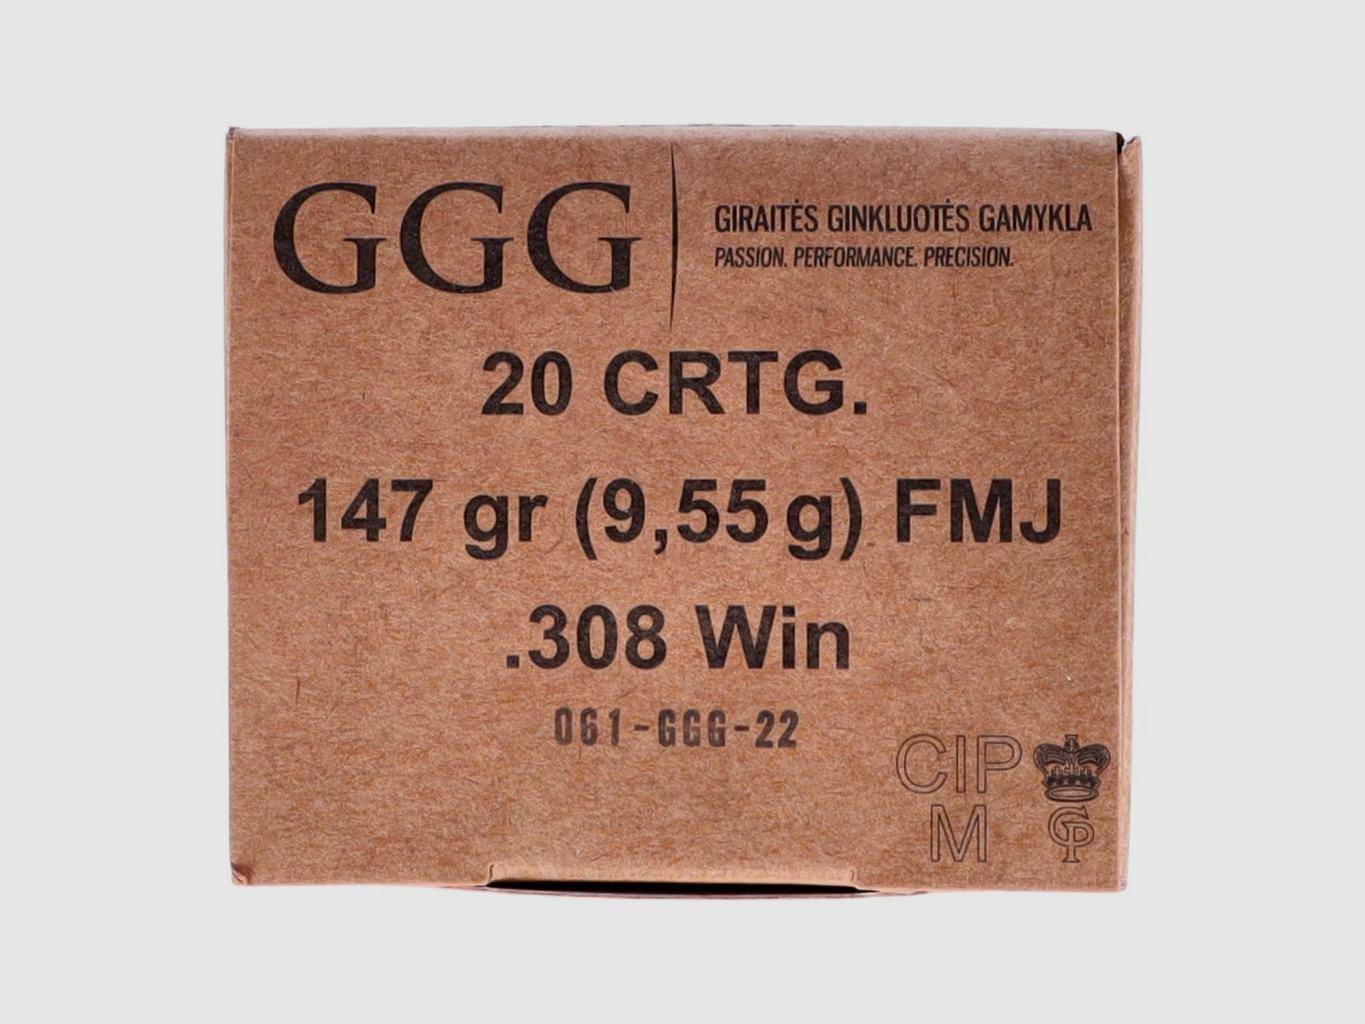 GGG
GIRAITĖS GINKLUOTĖS GAMYKLA
PASSION. PERFORMANCE. PRECISION.
20 CRTG.
147 gr (9,55 g) FMJ
.308 Win
061-GGG-22
CIP
M
GP